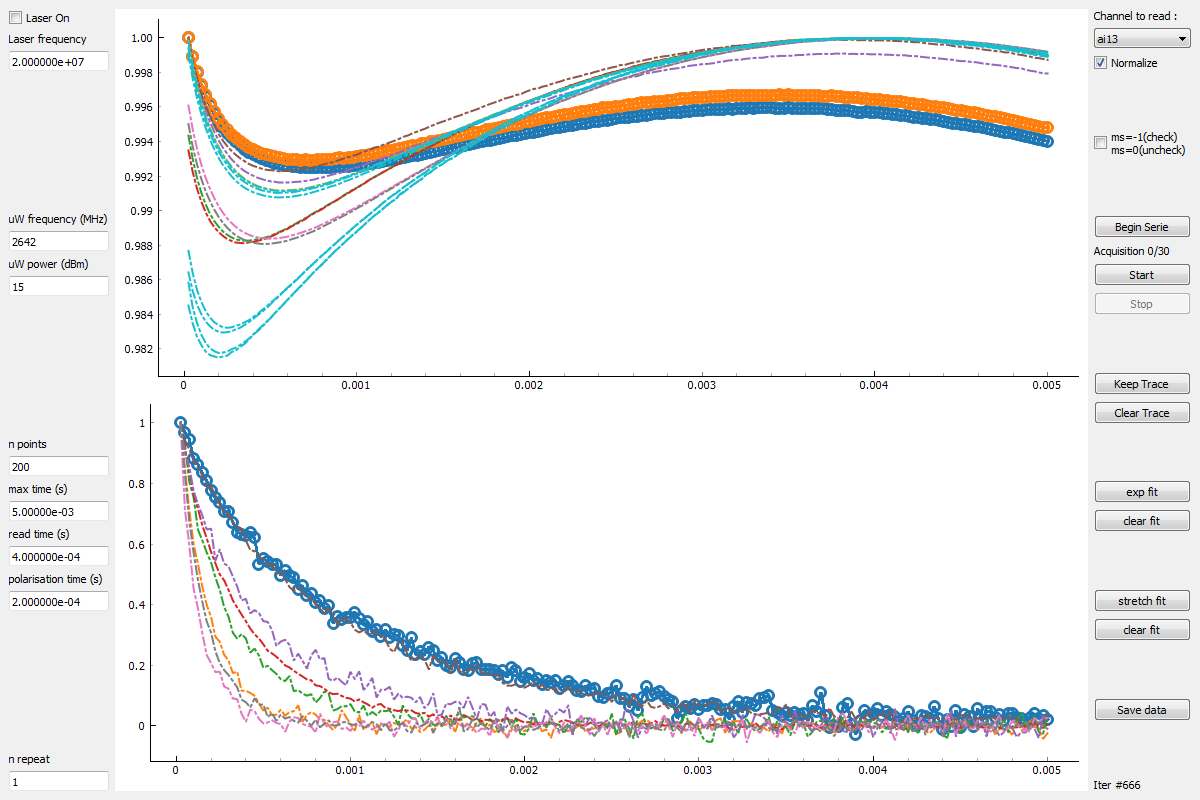 Laser On
Laser frequency
2.000000e+07
uW frequency (MHz)
2642
uW power (dBm)
15
n points
200
max time (s)
5.00000e-03
read time (s)
4.000000e-04
polarisation time (s)
2.000000e-04
n repeat
1
1.00
0.998
0.996
0.994
0.992
0.99
0.988
0.986
0.984
0.982
0
0.001
0.002
0.003
0.004
0.005
1
0.8
0.6
0.4
0.2
0
0
0.001
0.002
0.003
0.004
0.005
Channel to read :
ai13
Normalize
ms=-1(check)
ms=0(uncheck)
Begin Serie
Acquisition 0/30
Start
Stop
Keep Trace
Clear Trace
exp fit
clear fit
stretch fit
clear fit
Save data
Iter #666